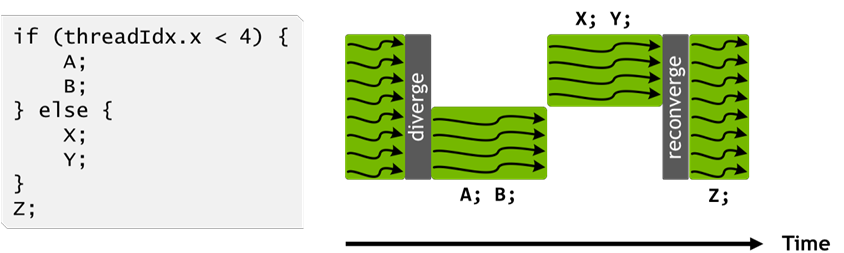 if (threadIdx.x < 4) {
    A;
    B;
} else {
    X;
    Y;
}
Z;
diverge
A; B;
X; Y;
reconverge
Z;
Time